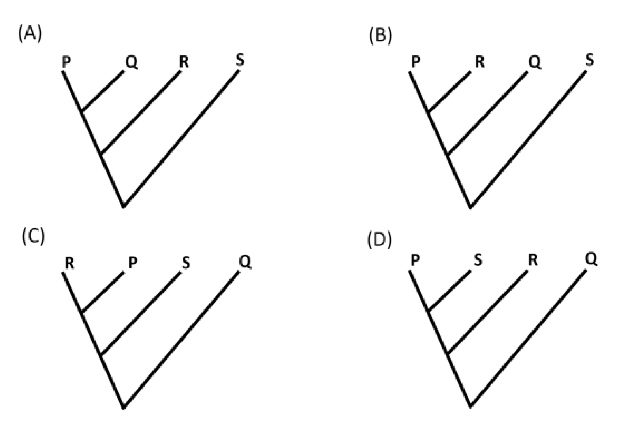 (A)
P Q R S
(B)
P R Q S
(C)
R P S Q
(D)
P S R Q